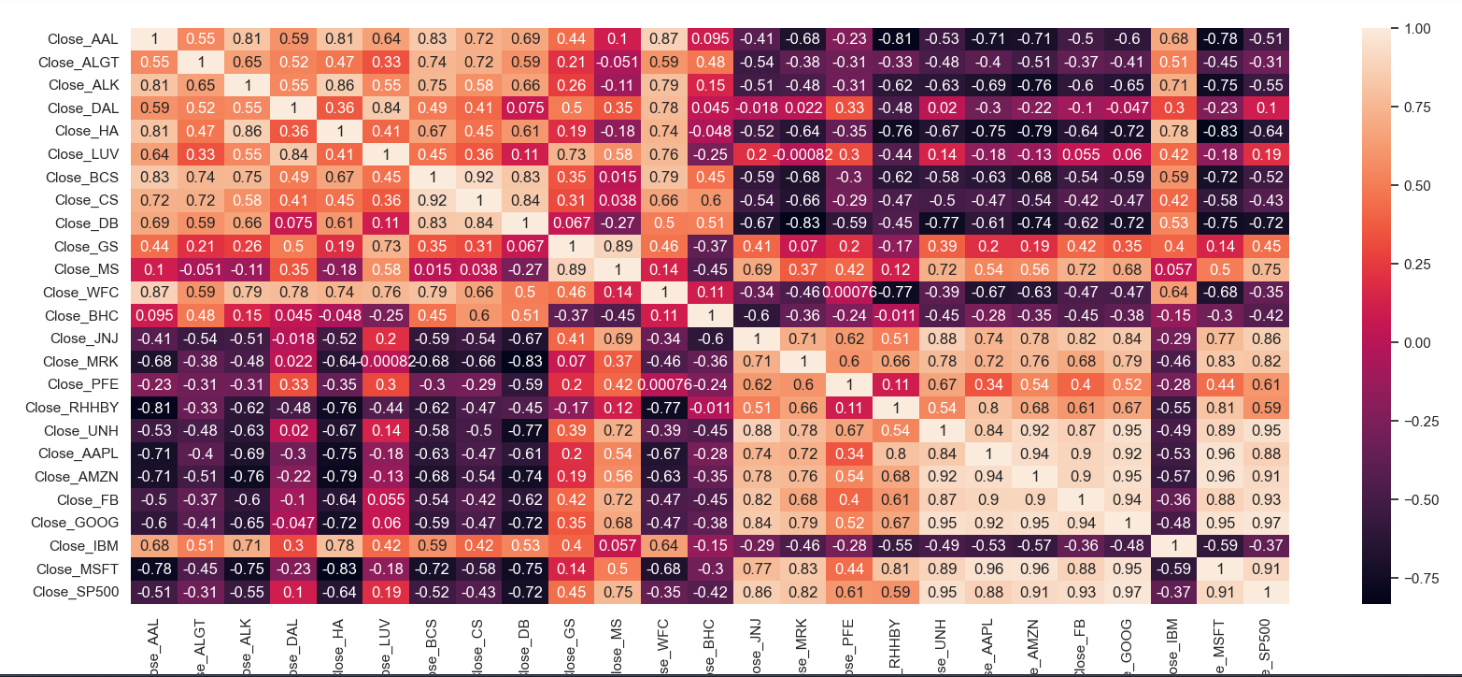 Close_AAL 1 0.55 0.81 0.59 0.81 0.64 0.83 0.72 0.69 0.44 0.1 0.87 0.095 -0.41 -0.68 -0.23 -0.81 -0.53 -0.71 -0.71 -0.5 -0.6 0.68 -0.78 -0.51 1.00
Close_ALGT 0.55 1 0.65 0.52 0.47 0.33 0.74 0.72 0.59 0.21 -0.051 0.59 0.48 -0.54 -0.38 -0.31 -0.33 -0.48 -0.4 -0.51 -0.37 -0.41 0.51 -0.45 -0.31
Close_ALK 0.81 0.65 1 0.55 0.86 0.55 0.75 0.58 0.66 0.26 -0.11 0.79 0.15 -0.51 -0.48 -0.31 -0.62 -0.63 -0.69 -0.76 -0.6 -0.65 0.71 -0.75 -0.55
Close_DAL 0.59 0.52 0.55 1 0.36 0.84 0.49 0.41 0.075 0.5 0.35 0.78 0.045 -0.018 0.022 0.33 -0.48 0.02 -0.3 -0.22 -0.1 -0.047 0.3 -0.23 0.1 0.75
Close_HA 0.81 0.47 0.86 0.36 1 0.41 0.67 0.45 0.61 0.19 -0.18 0.74 -0.048 -0.52 -0.64 -0.35 -0.76 -0.67 -0.75 -0.79 -0.64 -0.72 0.78 -0.83 -0.64
Close_LUV 0.64 0.33 0.55 0.84 0.41 1 0.45 0.36 0.11 0.73 0.58 0.76 -0.25 0.2 -0.00082 0.3 -0.44 0.14 -0.18 -0.13 0.055 0.06 0.42 -0.18 0.19
Close_BCS 0.83 0.74 0.75 0.49 0.67 0.45 1 0.92 0.83 0.35 0.015 0.79 0.45 -0.59 -0.68 -0.3 -0.62 -0.58 -0.63 -0.68 -0.54 -0.59 0.59 -0.72 -0.52 0.50
Close_CS 0.72 0.72 0.58 0.41 0.45 0.36 0.92 1 0.84 0.31 0.038 0.66 0.6 -0.54 -0.66 -0.29 -0.47 -0.5 -0.47 -0.54 -0.42 -0.47 0.42 -0.58 -0.43
Close_DB 0.69 0.59 0.66 0.075 0.61 0.11 0.83 0.84 1 0.067 -0.27 0.5 0.51 -0.67 -0.83 -0.59 -0.45 -0.77 -0.61 -0.74 -0.62 -0.72 0.53 -0.75 -0.72
Close_GS 0.44 0.21 0.26 0.5 0.19 0.73 0.35 0.31 0.067 1 0.89 0.46 -0.37 0.41 0.07 0.2 -0.17 0.39 0.2 0.19 0.42 0.35 0.4 0.14 0.45
Close_MS 0.1 -0.051 -0.11 0.35 -0.18 0.58 0.015 0.038 -0.27 0.89 1 0.14 -0.45 0.69 0.37 0.42 0.12 0.72 0.54 0.56 0.72 0.68 0.057 0.5 0.75 0.25
Close_WFC 0.87 0.59 0.79 0.78 0.74 0.76 0.79 0.66 0.5 0.46 0.14 1 0.11 -0.34 -0.46 0.00076 -0.77 -0.39 -0.67 -0.63 -0.47 -0.47 0.64 -0.68 -0.35
Close_BHC 0.095 0.48 0.15 0.045 -0.048 -0.25 0.45 0.6 0.51 -0.37 -0.45 0.11 1 -0.6 -0.36 -0.24 -0.011 -0.45 -0.28 -0.35 -0.45 -0.38 -0.15 -0.3 -0.42
Close_JNJ -0.41 -0.54 -0.51 -0.018 -0.52 0.2 -0.59 -0.54 -0.67 0.41 0.69 -0.34 -0.6 1 0.71 0.62 0.51 0.88 0.74 0.78 0.82 0.84 -0.29 0.77 0.86 0.00
Close_MRK -0.68 -0.38 -0.48 0.022 -0.64 -0.00082 -0.68 -0.66 -0.83 0.07 0.37 -0.46 -0.36 0.71 1 0.6 0.66 0.78 0.72 0.76 0.68 0.79 -0.46 0.83 0.82
Close_PFE -0.23 -0.31 -0.31 0.33 -0.35 0.3 -0.3 -0.29 -0.59 0.2 0.42 0.00076 -0.24 0.62 0.6 1 0.11 0.67 0.34 0.54 0.4 0.52 -0.28 0.44 0.61
Close_RHHBY -0.81 -0.33 -0.62 -0.48 -0.76 -0.44 -0.62 -0.47 -0.45 -0.17 0.12 -0.77 -0.011 0.51 0.66 0.11 1 0.54 0.8 0.68 0.61 0.67 -0.55 0.81 0.59 -0.25
Close_UNH -0.53 -0.48 -0.63 0.02 -0.67 0.14 -0.58 -0.5 -0.77 0.39 0.72 -0.39 -0.45 0.88 0.78 0.67 0.54 1 0.84 0.92 0.87 0.95 -0.49 0.89 0.95
Close_AAPL -0.71 -0.4 -0.69 -0.3 -0.75 -0.18 -0.63 -0.47 -0.61 0.2 0.54 -0.67 -0.28 0.74 0.72 0.34 0.8 0.84 1 0.94 0.9 0.92 -0.53 0.96 0.88
Close_AMZN -0.71 -0.51 -0.76 -0.22 -0.79 -0.13 -0.68 -0.54 -0.74 0.19 0.56 -0.63 -0.35 0.78 0.76 0.54 0.68 0.92 0.94 1 0.9 0.95 -0.57 0.96 0.91
Close_FB -0.5 -0.37 -0.6 -0.1 -0.64 0.055 -0.54 -0.42 -0.62 0.42 0.72 -0.47 -0.45 0.82 0.68 0.4 0.61 0.87 0.9 0.9 1 0.94 -0.36 0.88 0.93 -0.50
Close_GOOG -0.6 -0.41 -0.65 -0.047 -0.72 0.06 -0.59 -0.47 -0.72 0.35 0.68 -0.47 -0.38 0.84 0.79 0.52 0.67 0.95 0.92 0.95 0.94 1 -0.48 0.95 0.97
Close_IBM 0.68 0.51 0.71 0.3 0.78 0.42 0.59 0.42 0.53 0.4 0.057 0.64 -0.15 -0.29 -0.46 -0.28 -0.55 -0.49 -0.53 -0.57 -0.36 -0.48 1 -0.59 -0.37
Close_MSFT -0.78 -0.45 -0.75 -0.23 -0.83 -0.18 -0.72 -0.58 -0.75 0.14 0.5 -0.68 -0.3 0.77 0.83 0.44 0.81 0.89 0.96 0.96 0.88 0.95 -0.59 1 0.91 -0.75
Close_SP500 -0.51 -0.31 -0.55 0.1 -0.64 0.19 -0.52 -0.43 -0.72 0.45 0.75 -0.35 -0.42 0.86 0.82 0.61 0.59 0.95 0.88 0.91 0.93 0.97 -0.37 0.91 1
ose_AAL
se_ALGT
ose_ALK
ose_DAL
lose_HA
ose_LUV
ose_BCS
lose_CS
lose_DB
lose_GS
lose_MS
se_WFC
ose_BHC
ose_JNJ
se_MRK
ose_PFE
_RHHBY
se_UNH
se_AAPL
e_AMZN
lose_FB
_GOOG
ose_IBM
e_MSFT
e_SP500